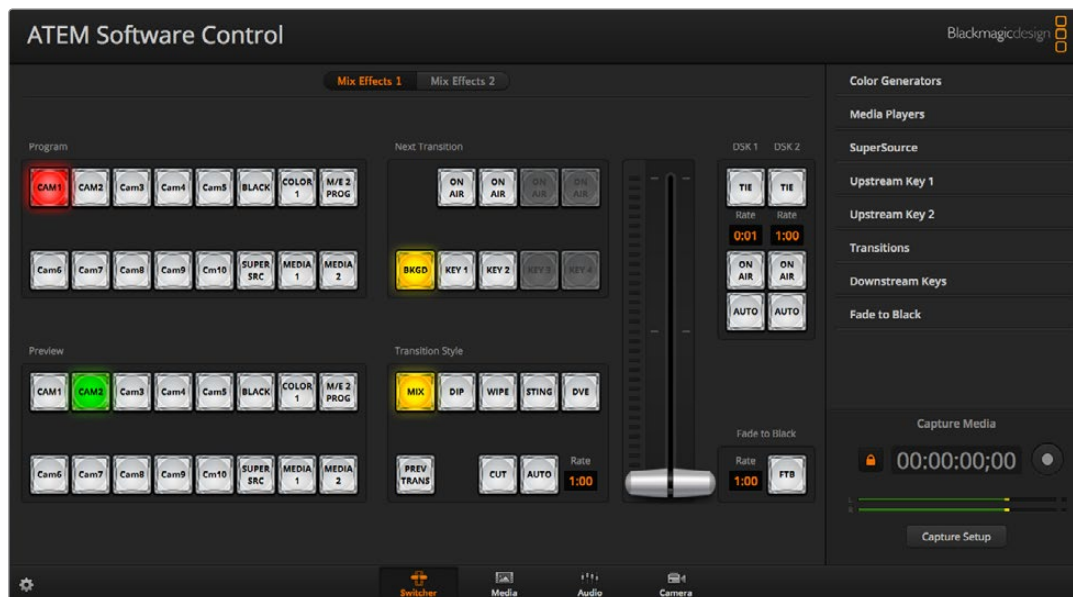 ATEM Software Control
Blackmagicdesign
Mix Effects 1 Mix Effects 2
Program
CAM1 CAM2 Cam3 Cam4 Cam5 BLACK COLOR 1 M/E 2 PROG
Cam6 Cam7 Cam8 Cam9 Cm10 SUPER SRC MEDIA 1 MEDIA 2
Next Transition
ON AIR ON AIR ON AIR ON AIR
BKGD KEY 1 KEY 2 KEY 3 KEY 4
DSK 1 DSK 2
TIE TIE
Rate Rate
0:01 1:00
ON AIR ON AIR
AUTO AUTO
Preview
CAM1 CAM2 Cam3 Cam4 Cam5 BLACK COLOR 1 M/E 2 PROG
Cam6 Cam7 Cam8 Cam9 Cm10 SUPER SRC MEDIA 1 MEDIA 2
Transition Style
MIX DIP WIPE STING DVE
PREV TRANS CUT AUTO
Rate
1:00
Fade to Black
Rate
1:00 FTB
Color Generators
Media Players
SuperSource
Upstream Key 1
Upstream Key 2
Transitions
Downstream Keys
Fade to Black
Capture Media
00:00:00;00
L
R
Capture Setup
Switcher Media Audio Camera